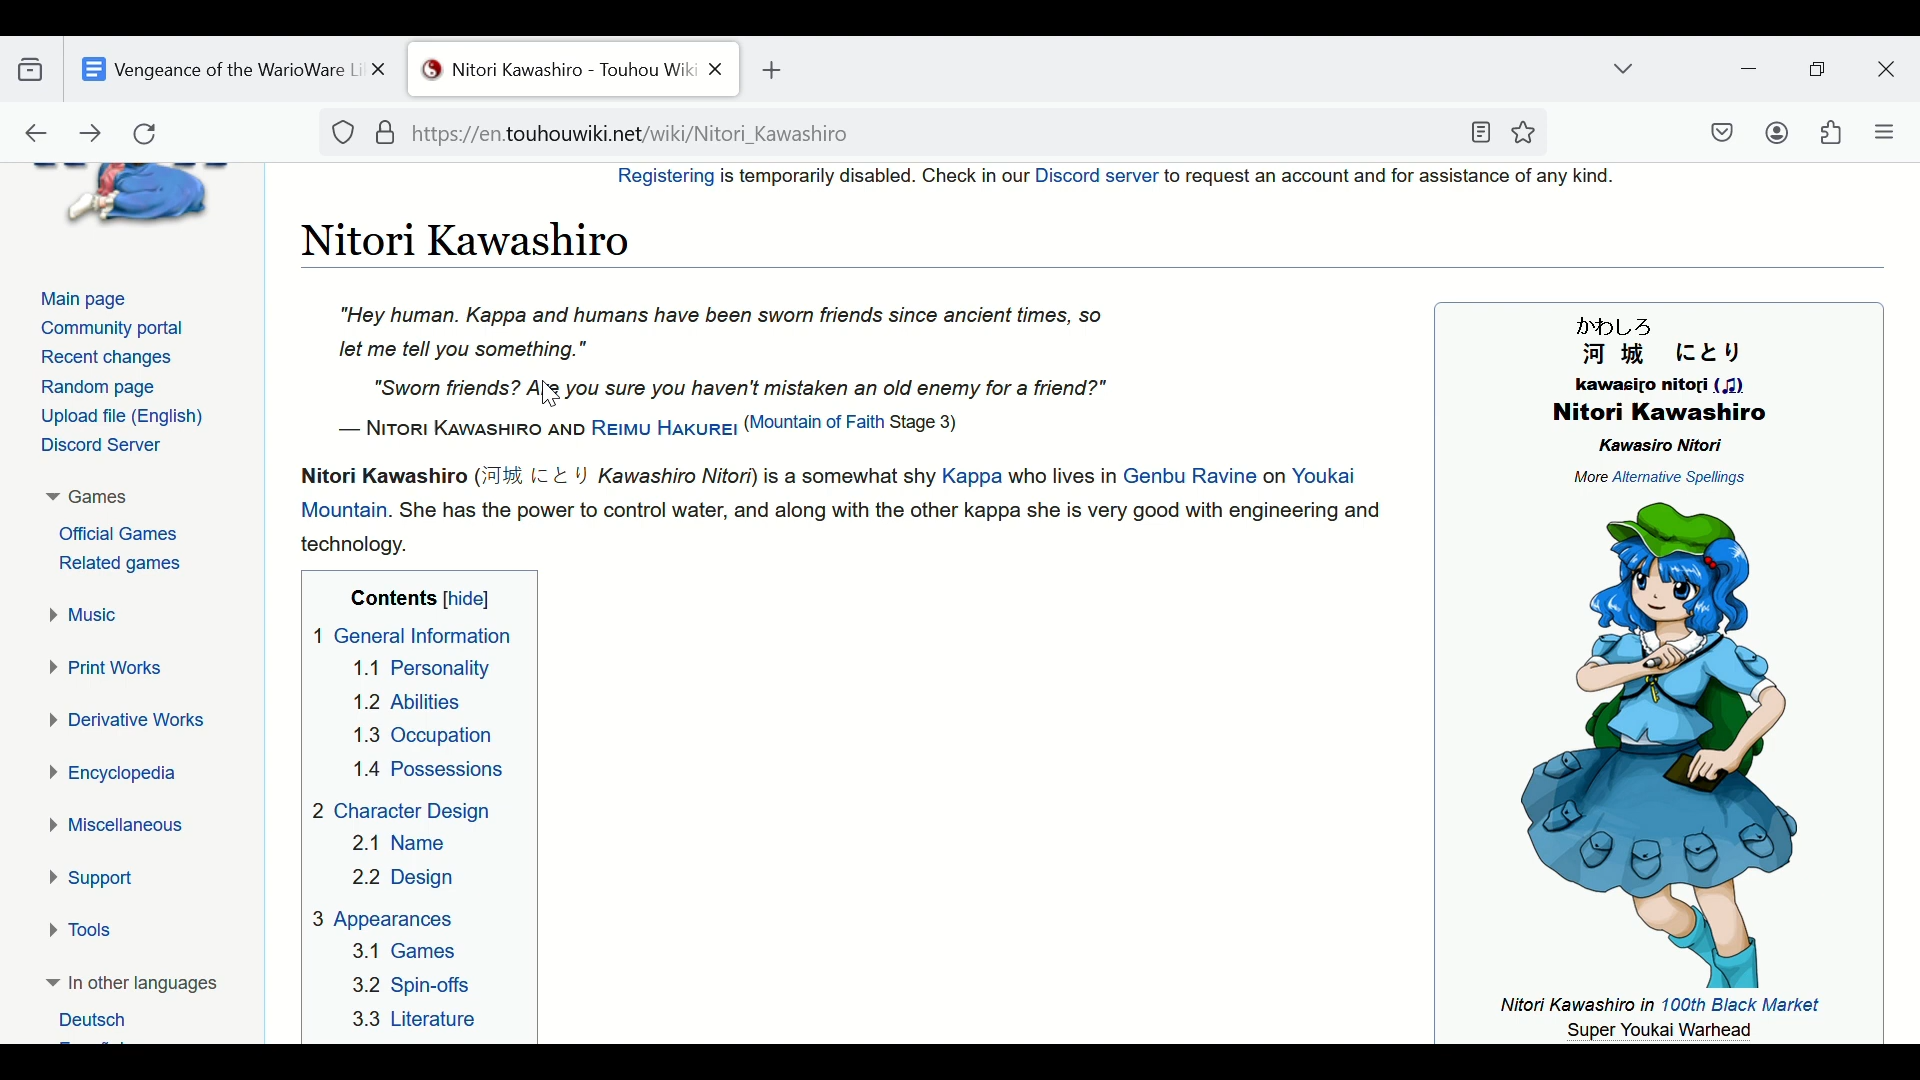 Vengeance of the WarioWare Li
Nitori Kawashiro - Touhou Wiki
https://en.touhouwiki.net/wiki/Nitori_Kawashiro
Registering is temporarily disabled. Check in our Discord server to request an account and for assistance of any kind.
Nitori Kawashiro
Main page
Community portal
Recent changes
Random page
Upload file (English)
Discord Server
Games
Official Games
Related games
Music
Print Works
Derivative Works
Encyclopedia
Miscellaneous
Support
Tools
In other languages
Deutsch
"Hey human. Kappa and humans have been sworn friends since ancient times, so
let me tell you something."
"Sworn friends? Are you sure you haven't mistaken an old enemy for a friend?"
— Nitori Kawashiro and Reimu Hakurei (Mountain of Faith Stage 3)
Nitori Kawashiro (河城 にとり Kawashiro Nitori) is a somewhat shy Kappa who lives in Genbu Ravine on Youkai
Mountain. She has the power to control water, and along with the other kappa she is very good with engineering and
technology.
Contents [hide]
1 General Information
1.1 Personality
1.2 Abilities
1.3 Occupation
1.4 Possessions
2 Character Design
2.1 Name
2.2 Design
3 Appearances
3.1 Games
3.2 Spin-offs
3.3 Literature
かわしろ
河 城 にとり
kawaɕiɽo nitoɽi (♫)
Nitori Kawashiro
Kawasiro Nitori
More Alternative Spellings
Nitori Kawashiro in 100th Black Market
Super Youkai Warhead